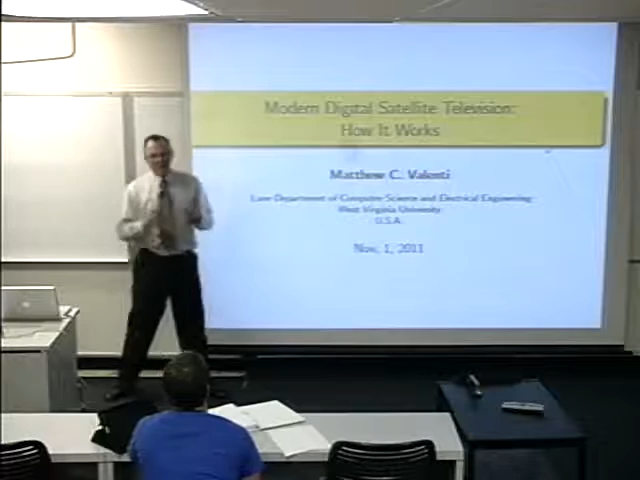 Modern Digital Satellite Television:
How It Works
Matthew C. Valenti
Lane Department of Computer Science and Electrical Engineering
West Virginia University
U.S.A.
Nov. 1, 2011